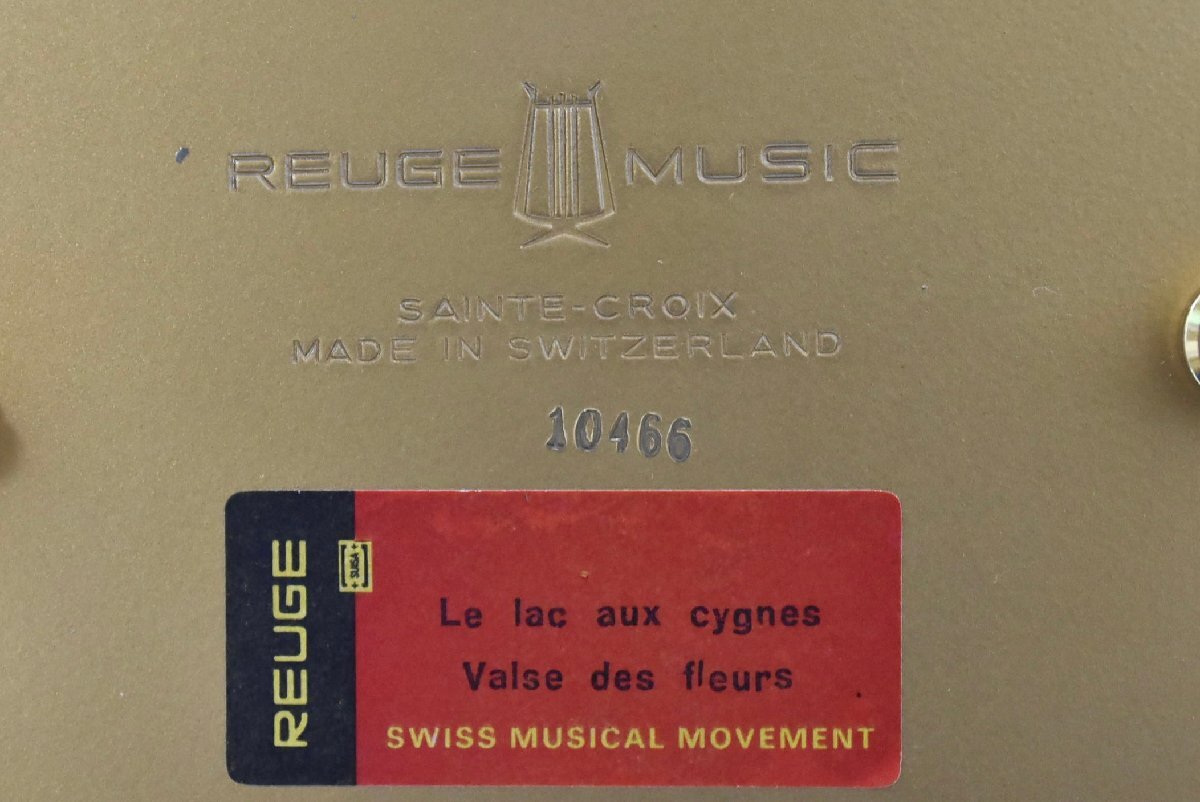 REUGE MUSIC
SAINTE-CROIX
MADE IN SWITZERLAND
10466
REUGE
SUISA
Le lac aux cygnes
Valse des fleurs
SWISS MUSICAL MOVEMENT